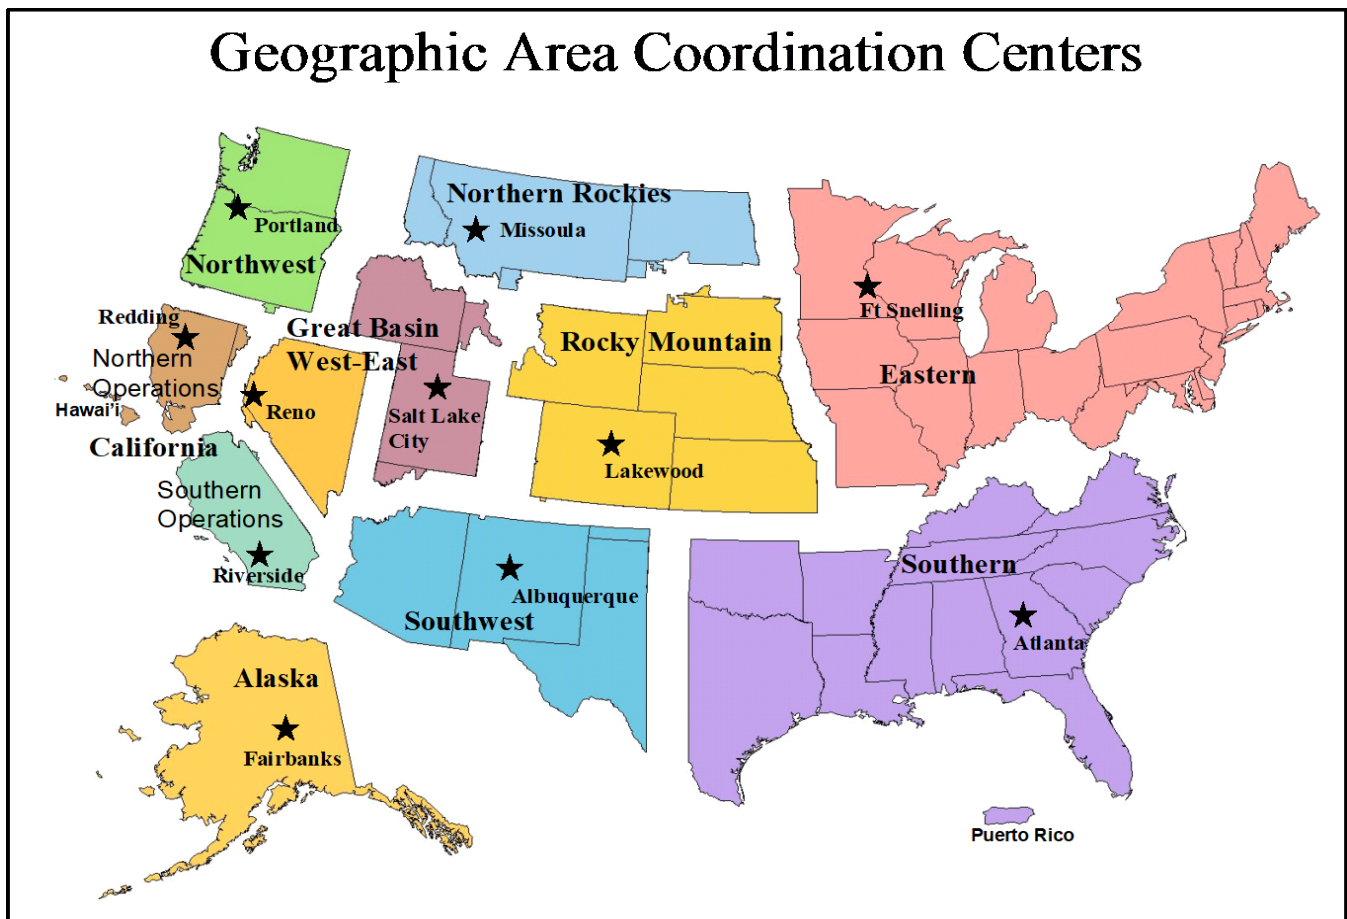 Geographic Area Coordination Centers
Northern Rockies
Missoula
Portland
Northwest
Redding
Northern
Operations
Hawai'i
California
Great Basin
West-East
Reno
Salt Lake
City
Rocky Mountain
Lakewood
Ft Snelling
Eastern
Southern
Operations
Riverside
Albuquerque
Southwest
Southern
Atlanta
Alaska
Fairbanks
Puerto Rico